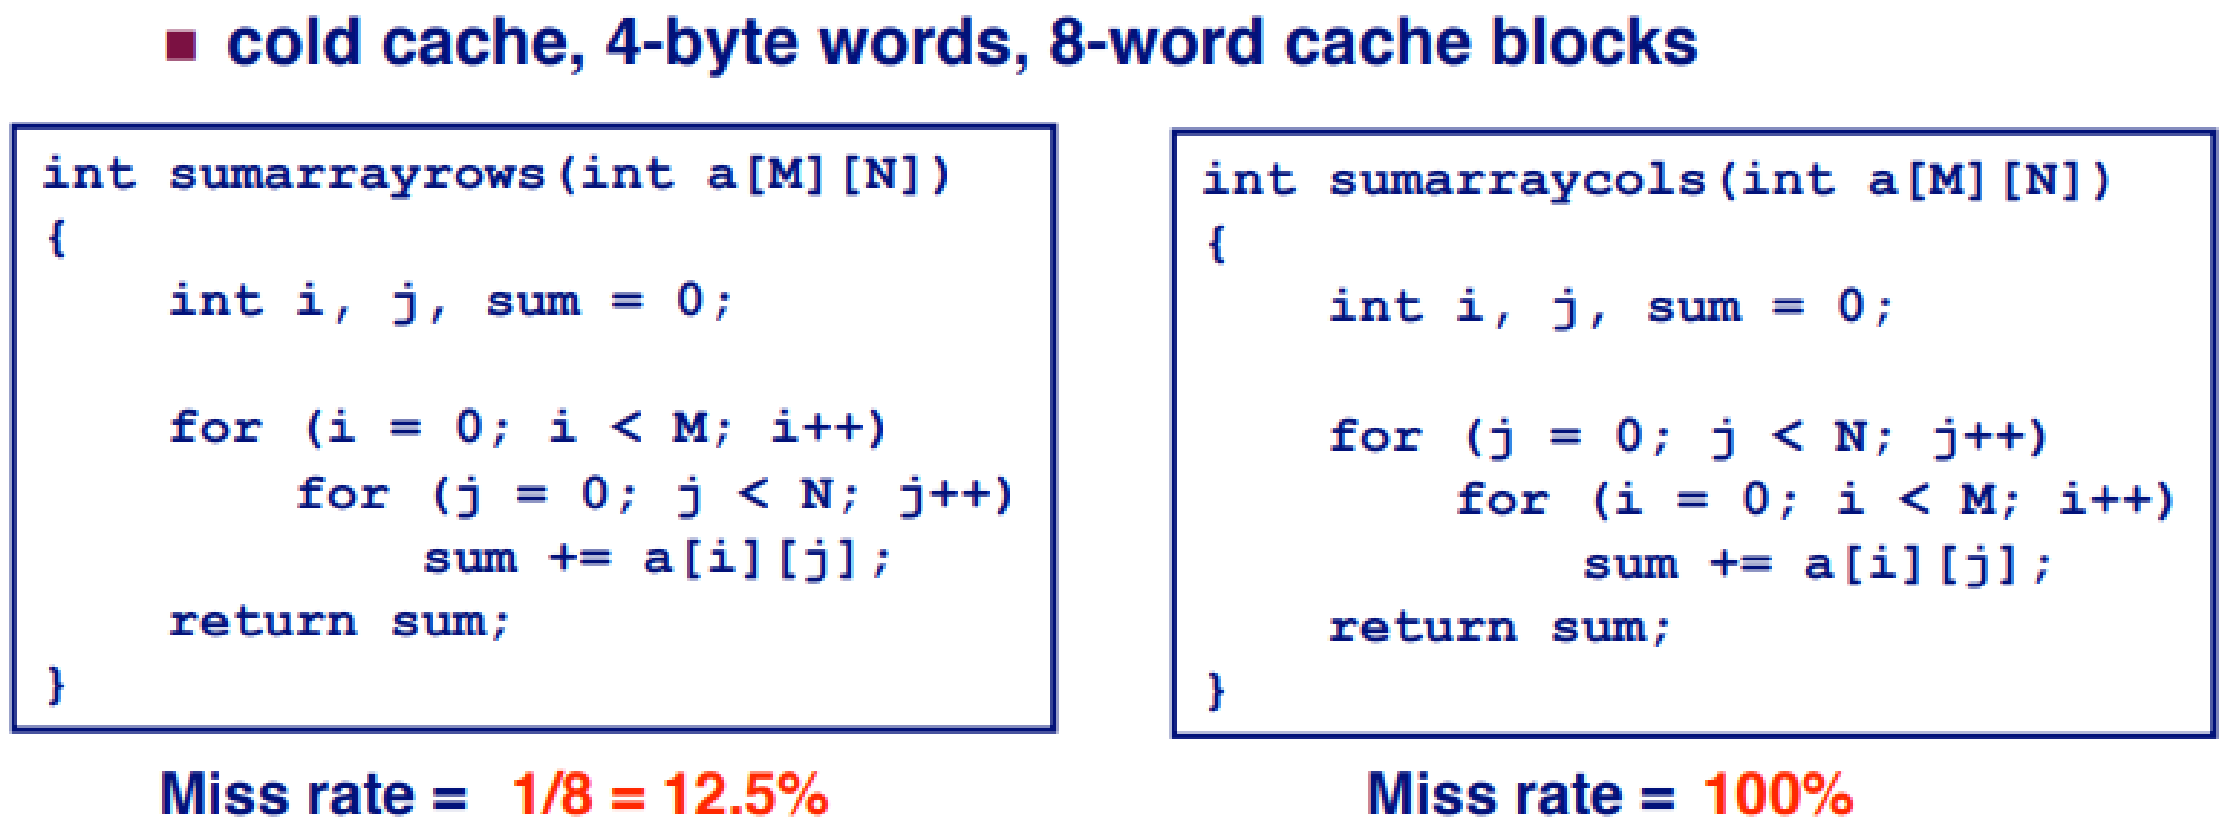 ■ cold cache, 4-byte words, 8-word cache blocks
int sumarrayrows(int a[M][N])
{
    int i, j, sum = 0;

    for (i = 0; i < M; i++)
        for (j = 0; j < N; j++)
            sum += a[i][j];
    return sum;
}
Miss rate = 1/8 = 12.5%
int sumarraycols(int a[M][N])
{
    int i, j, sum = 0;

    for (j = 0; j < N; j++)
        for (i = 0; i < M; i++)
            sum += a[i][j];
    return sum;
}
Miss rate = 100%